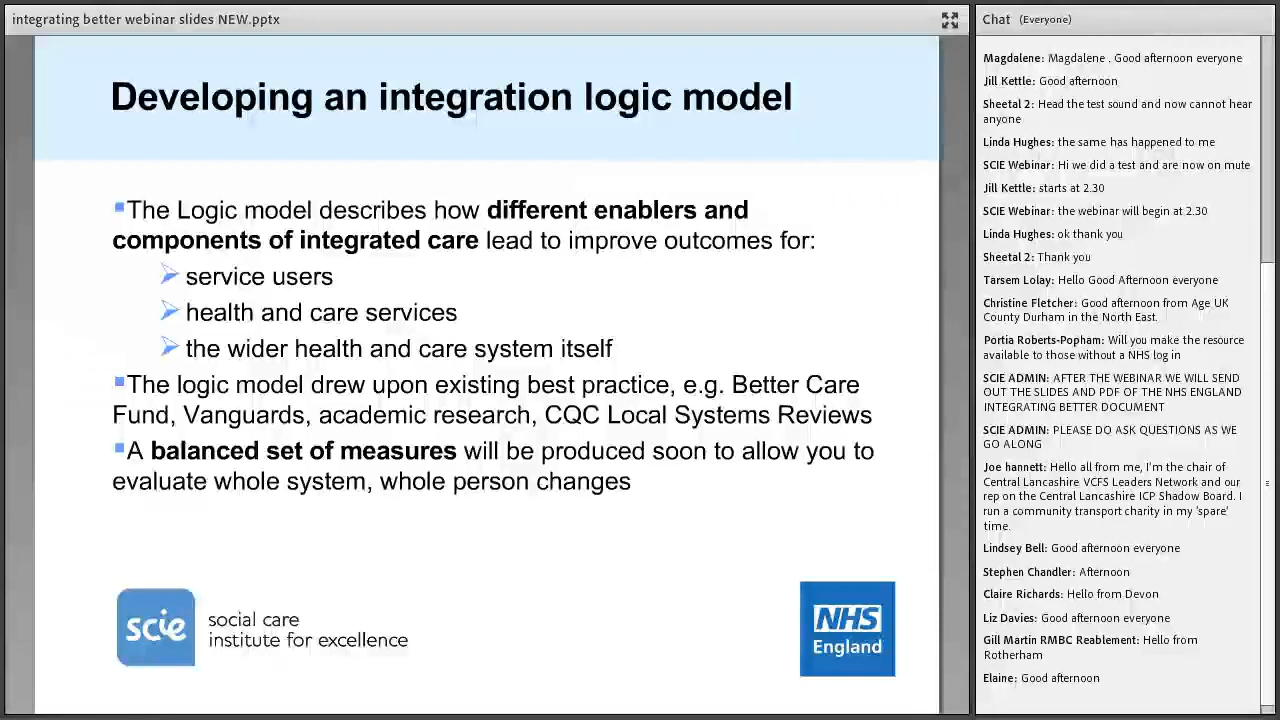 integrating better webinar slides NEW.pptx
Developing an integration logic model
The Logic model describes how different enablers and
components of integrated care lead to improve outcomes for:
service users
health and care services
the wider health and care system itself
The logic model drew upon existing best practice, e.g. Better Care
Fund, Vanguards, academic research, CQC Local Systems Reviews
A balanced set of measures will be produced soon to allow you to
evaluate whole system, whole person changes
scie
social care
institute for excellence
NHS
England
Chat (Everyone)
Magdalene: Magdalene . Good afternoon everyone
Jill Kettle: Good afternoon
Sheetal 2: Head the test sound and now cannot hear
anyone
Linda Hughes: the same has happened to me
SCIE Webinar: Hi we did a test and are now on mute
Jill Kettle: starts at 2.30
SCIE Webinar: the webinar will begin at 2.30
Linda Hughes: ok thank you
Sheetal 2: Thank you
Tarsem Lolay: Hello Good Afternoon everyone
Christine Fletcher: Good afternoon from Age UK
County Durham in the North East.
Portia Roberts-Popham: Will you make the resource
available to those without a NHS log in
SCIE ADMIN: AFTER THE WEBINAR WE WILL SEND
OUT THE SLIDES AND PDF OF THE NHS ENGLAND
INTEGRATING BETTER DOCUMENT
SCIE ADMIN: PLEASE DO ASK QUESTIONS AS WE
GO ALONG
Joe hannett: Hello all from me, I'm the chair of
Central Lancashire VCFS Leaders Network and our
rep on the Central Lancashire ICP Shadow Board. I
run a community transport charity in my 'spare'
time.
Lindsey Bell: Good afternoon everyone
Stephen Chandler: Afternoon
Claire Richards: Hello from Devon
Liz Davies: Good afternoon everyone
Gill Martin RMBC Reablement: Hello from
Rotherham
Elaine: Good afternoon